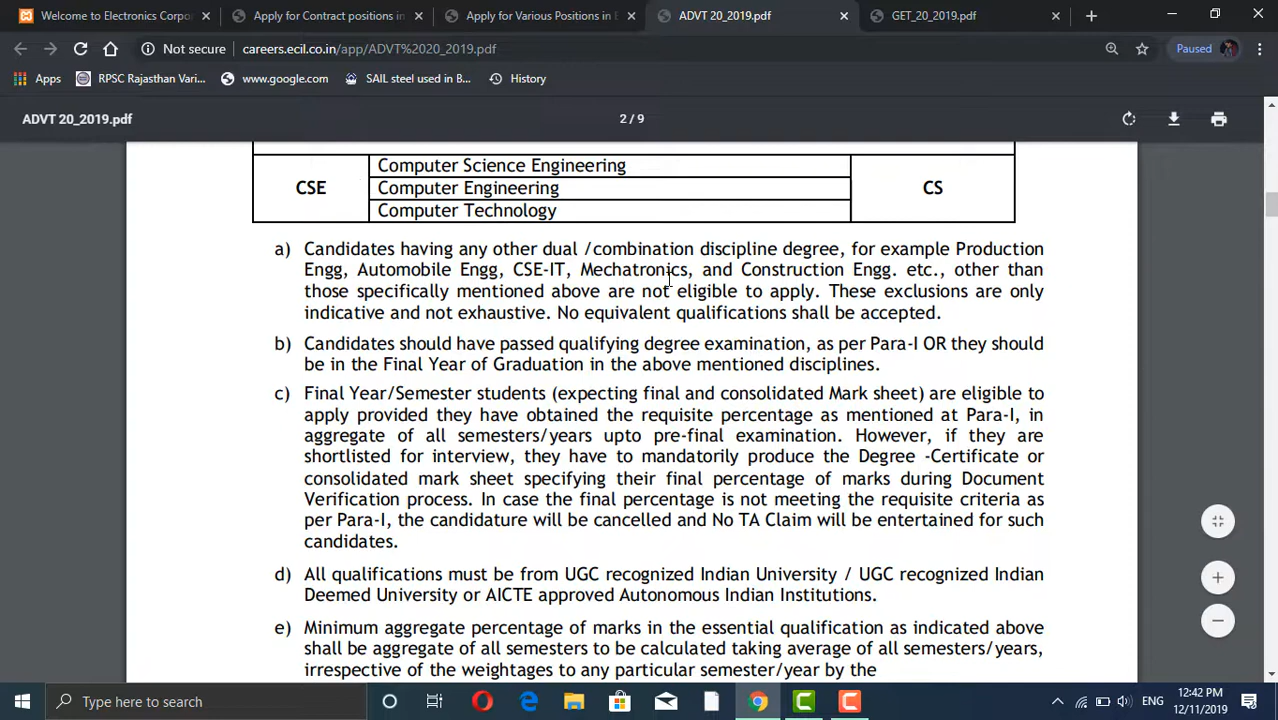 Welcome to Electronics Corpo
Apply for Contract positions in
Apply for Various Positions in E
ADVT 20_2019.pdf
GET_20_2019.pdf
Not secure
careers.ecil.co.in/app/ADVT%2020_2019.pdf
Paused
Apps
RPSC Rajasthan Vari...
www.google.com
SAIL steel used in B...
History
ADVT 20_2019.pdf
2 / 9
CSE
Computer Science Engineering
Computer Engineering
Computer Technology
CS
a) Candidates having any other dual /combination discipline degree, for example Production
Engg, Automobile Engg, CSE-IT, Mechatronics, and Construction Engg. etc., other than
those specifically mentioned above are not eligible to apply. These exclusions are only
indicative and not exhaustive. No equivalent qualifications shall be accepted.
b) Candidates should have passed qualifying degree examination, as per Para-I OR they should
be in the Final Year of Graduation in the above mentioned disciplines.
c) Final Year/Semester students (expecting final and consolidated Mark sheet) are eligible to
apply provided they have obtained the requisite percentage as mentioned at Para-I, in
aggregate of all semesters/years upto pre-final examination. However, if they are
shortlisted for interview, they have to mandatorily produce the Degree -Certificate or
consolidated mark sheet specifying their final percentage of marks during Document
Verification process. In case the final percentage is not meeting the requisite criteria as
per Para-I, the candidature will be cancelled and No TA Claim will be entertained for such
candidates.
d) All qualifications must be from UGC recognized Indian University / UGC recognized Indian
Deemed University or AICTE approved Autonomous Indian Institutions.
e) Minimum aggregate percentage of marks in the essential qualification as indicated above
shall be aggregate of all semesters to be calculated taking average of all semesters/years,
irrespective of the weightages to any particular semester/year by the
Type here to search
ENG
12:42 PM
12/11/2019